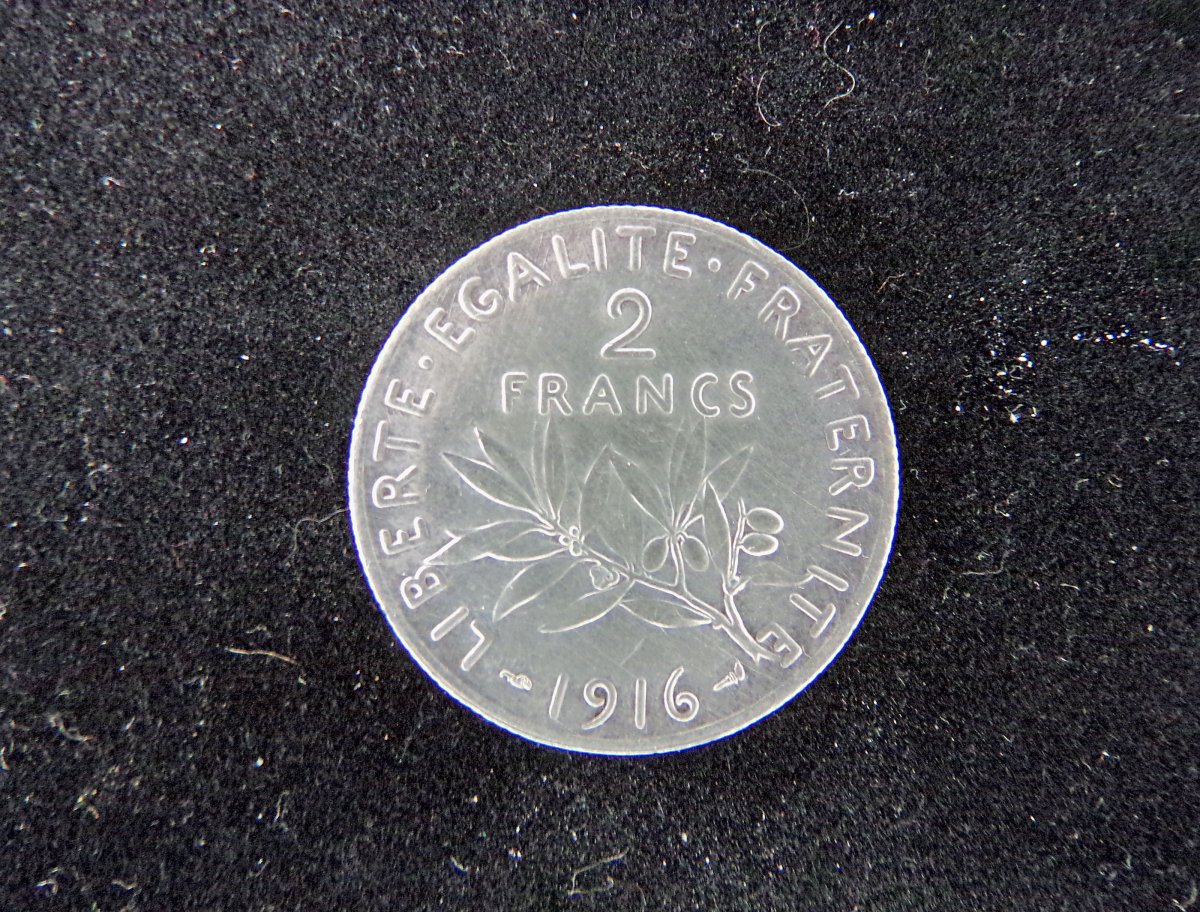 LIBERTE · EGALITE · FRATERNITE
2
FRANCS
1916